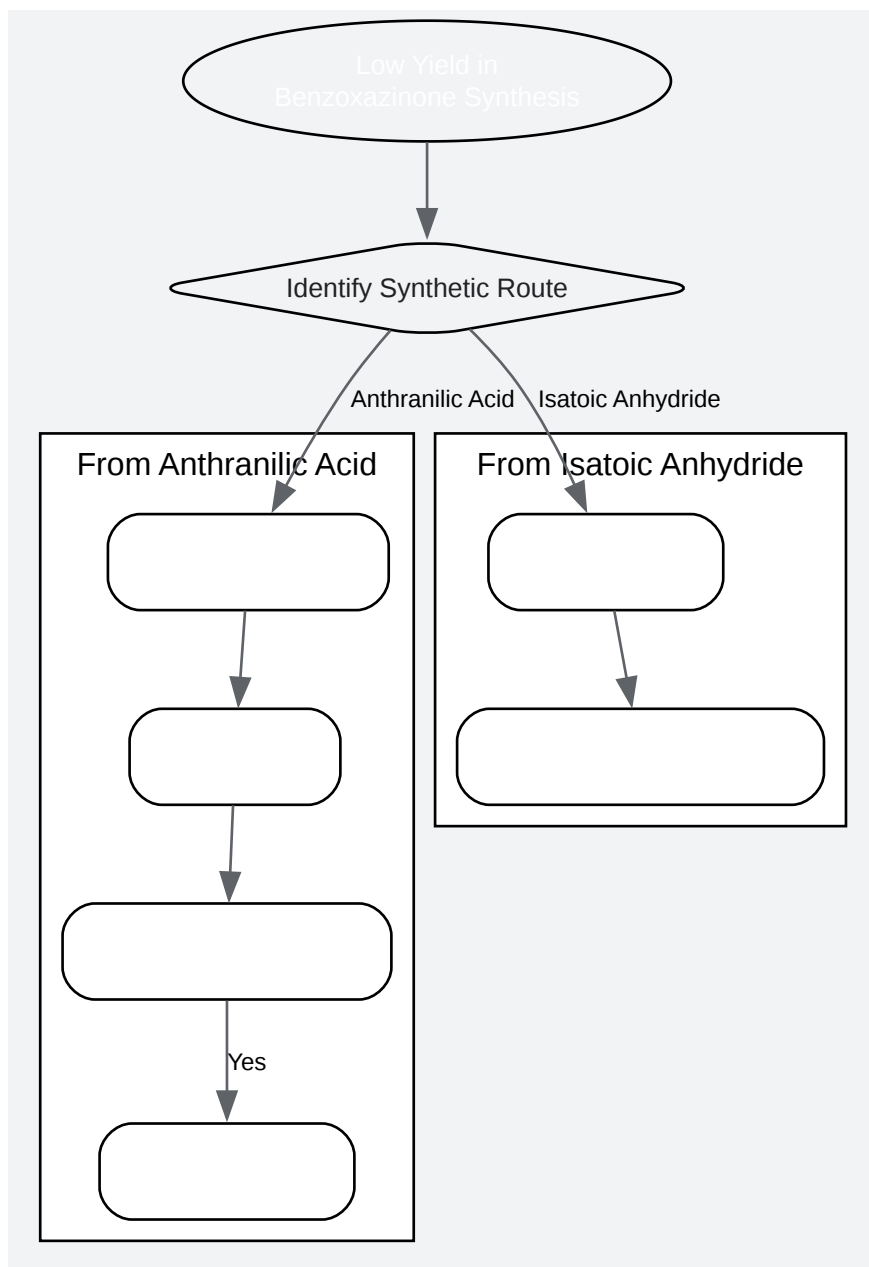 Low Yield in
Benzoxazinone Synthesis
Identify Synthetic Route
Anthranilic Acid
Isatoic Anhydride
From Anthranilic Acid
From Isatoic Anhydride
Yes